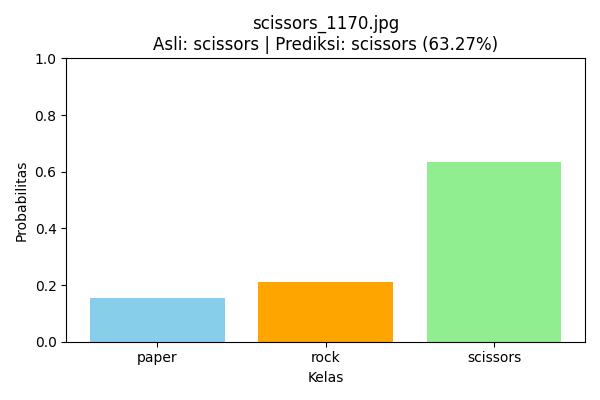 scissors_1170.jpg
Asli: scissors | Prediksi: scissors (63.27%)
1.0
0.8
0.6
0.4
0.2
0.0
Probabilitas
paper rock scissors
Kelas